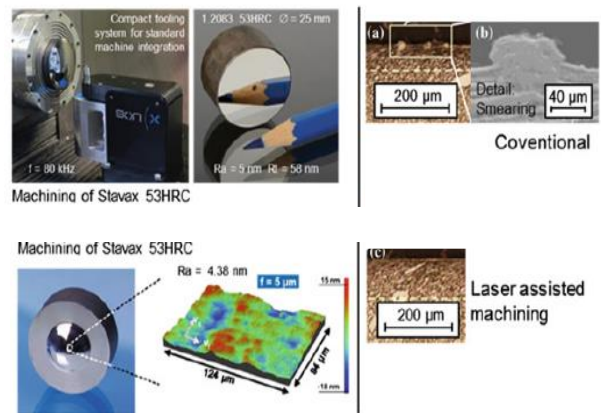 Compact tooling
system for standard
machine integration
f = 80 kHz
1.2083 53HRC Ø = 25 mm
Ra = 5 nm Rt = 58 nm
Machining of Stavax 53HRC
(a)
200 µm
(b)
Detail:
Smearing
40 µm
Coventional
Machining of Stavax 53HRC
Ra = 4.38 nm
f = 5 µm
15 nm
-18 nm
124 µm
94 µm
(c)
200 µm
Laser assisted
machining